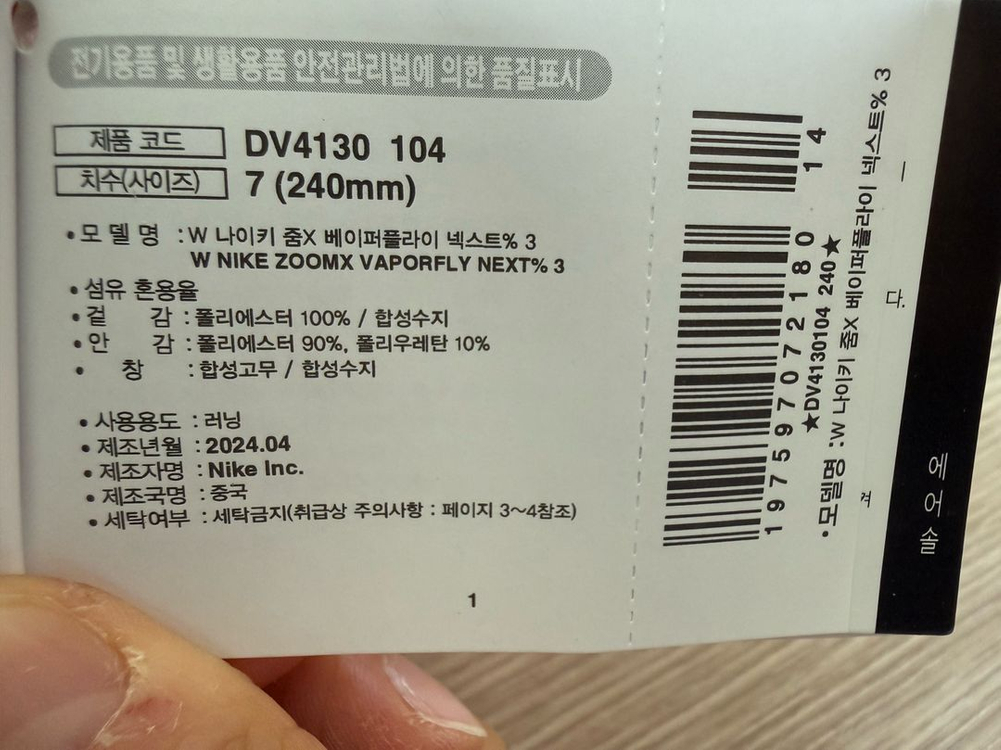 전기용품 및 생활용품 안전관리법에 의한 품질표시
제품 코드 DV4130 104
치수(사이즈) 7 (240mm)
• 모 델 명 : W 나이키 줌X 베이퍼플라이 넥스트% 3
W NIKE ZOOMX VAPORFLY NEXT% 3
• 섬유 혼용율
• 겉 감 : 폴리에스터 100% / 합성수지
• 안 감 : 폴리에스터 90%, 폴리우레탄 10%
• 창 : 합성고무 / 합성수지
• 사용용도 : 러닝
• 제조년월 : 2024.04
• 제조자명 : Nike Inc.
• 제조국명 : 중국
• 세탁여부 : 세탁금지(취급상 주의사항 : 페이지 3~4참조)
1
197597072180 14
★DV4130104 240★
• 모델명 : W 나이키 줌X 베이퍼플라이 넥스트% 3
다.
에어솔